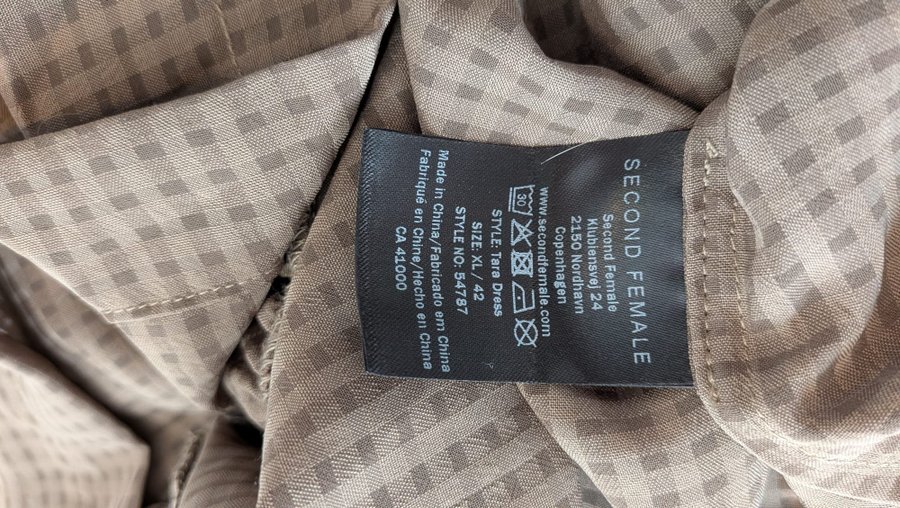 SECOND FEMALE
Second Female
Klubiensvej 24
2150 Nordhavn
Copenhagen
www.secondfemale.com
30
STYLE: Tara Dress
SIZE: XL / 42
STYLE NO: 54787
Made in China/Fabricado em China
Fabriqué en Chine/Hecho en China
CA 41000